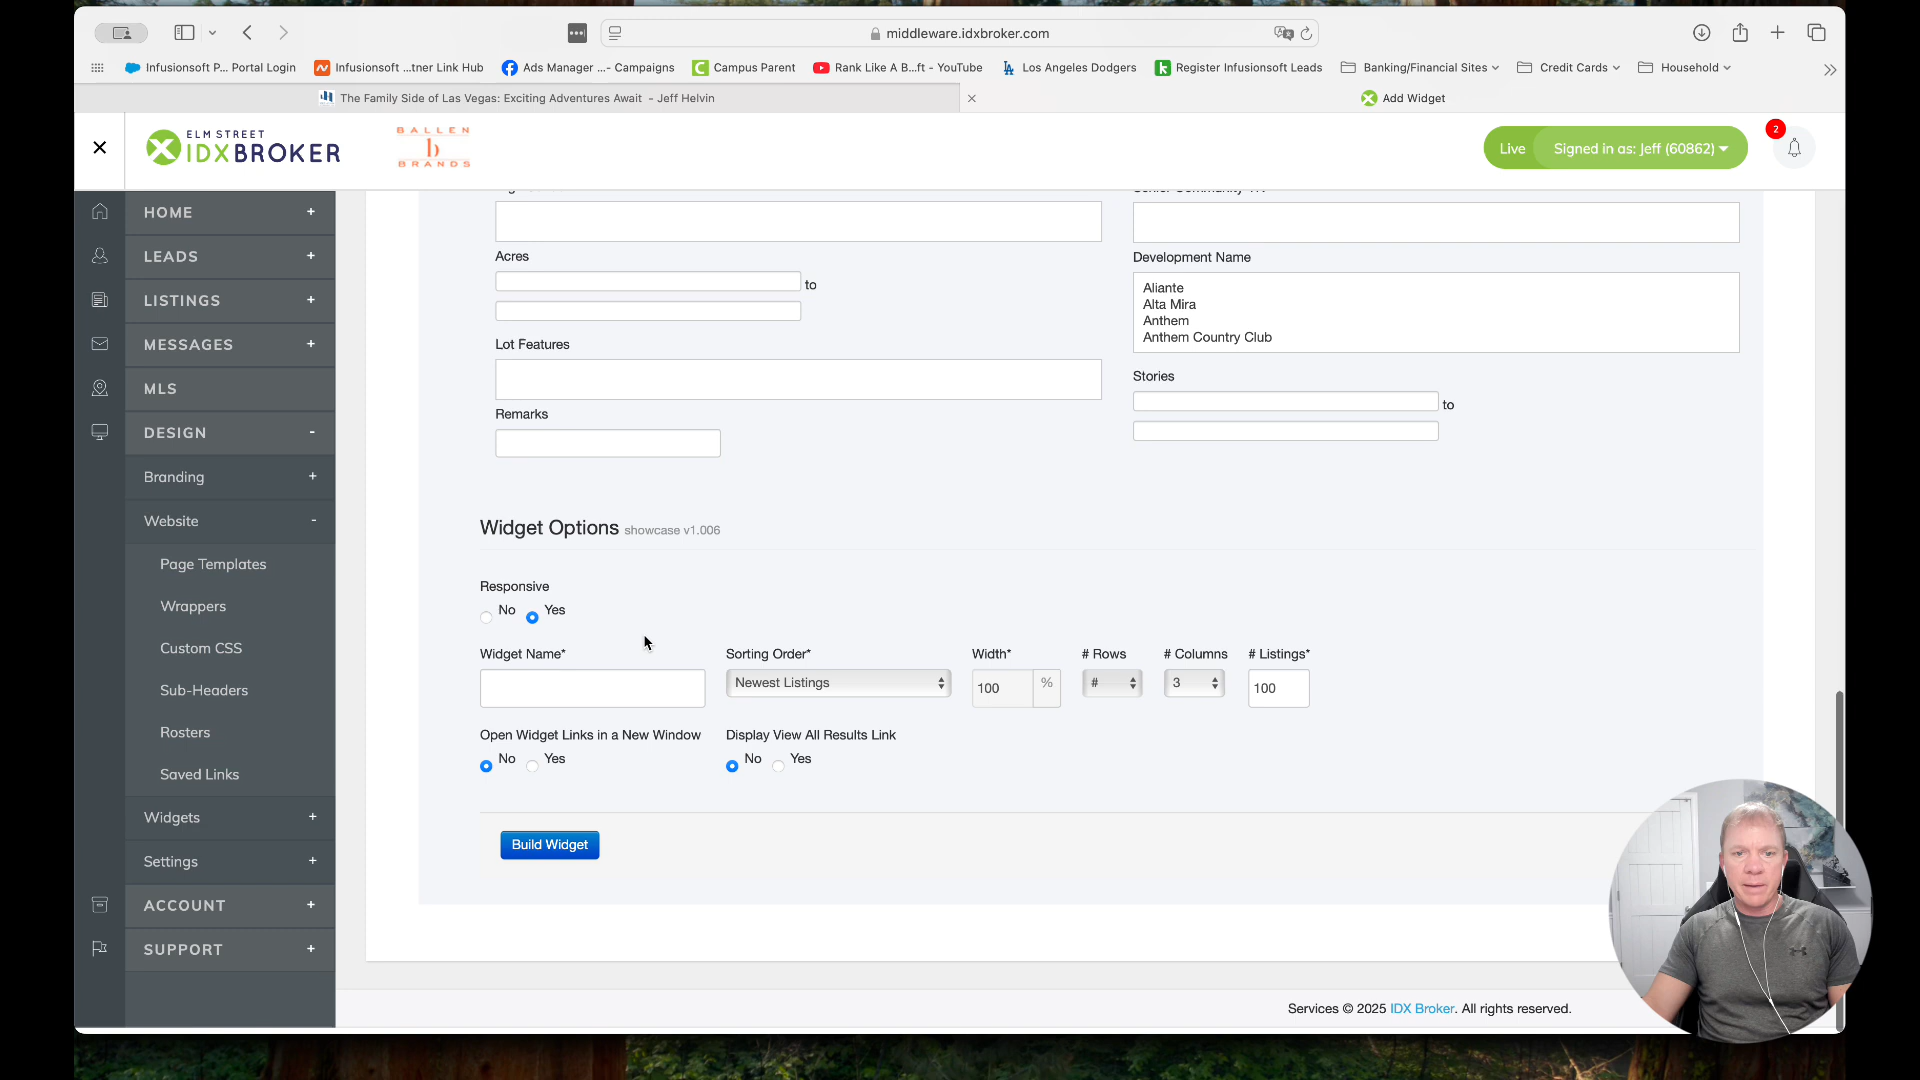 middleware.idxbroker.com
Infusionsoft P... Portal Login
Infusionsoft ...tner Link Hub
Ads Manager ...- Campaigns
Campus Parent
Rank Like A B...ft - YouTube
Los Angeles Dodgers
Register Infusionsoft Leads
Banking/Financial Sites
Credit Cards
Household
The Family Side of Las Vegas: Exciting Adventures Await - Jeff Helvin
Add Widget
ELM STREET
IDXBROKER
BALLEN
b
BRANDS
Live
Signed in as: Jeff (60862)
2
HOME +
LEADS +
LISTINGS +
MESSAGES +
MLS
DESIGN -
Branding +
Website -
Page Templates
Wrappers
Custom CSS
Sub-Headers
Rosters
Saved Links
Widgets +
Settings +
ACCOUNT +
SUPPORT +
Acres
to
Lot Features
Remarks
Development Name
Aliante
Alta Mira
Anthem
Anthem Country Club
Stories
to
Widget Options showcase v1.006
Responsive
No Yes
Widget Name* Sorting Order* Width* # Rows # Columns # Listings*
Newest Listings 100 % # 3 100
Open Widget Links in a New Window Display View All Results Link
No Yes No Yes
Build Widget
Services © 2025 IDX Broker. All rights reserved.